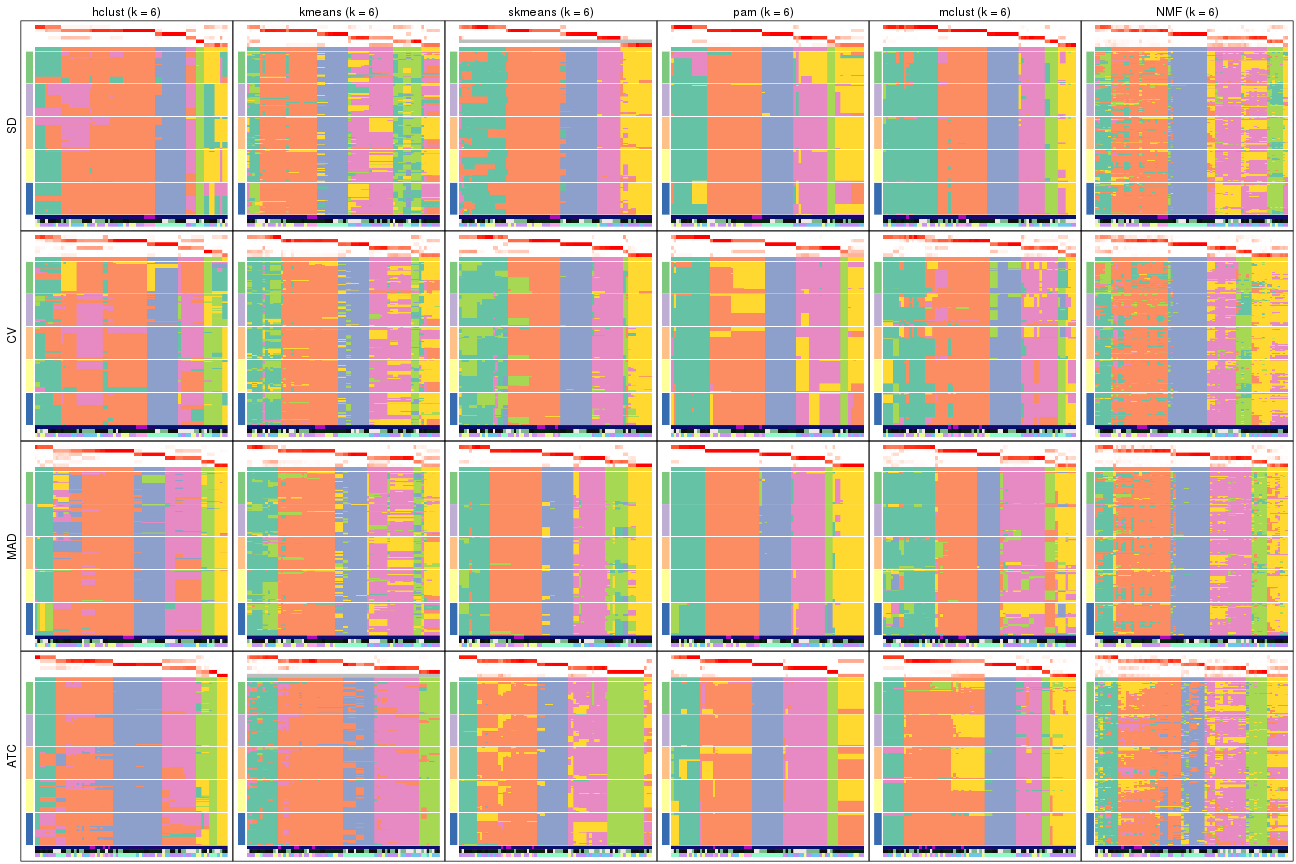 hclust (k = 6) kmeans (k = 6) skmeans (k = 6) pam (k = 6) mclust (k = 6) NMF (k = 6)
SD
CV
MAD
ATC